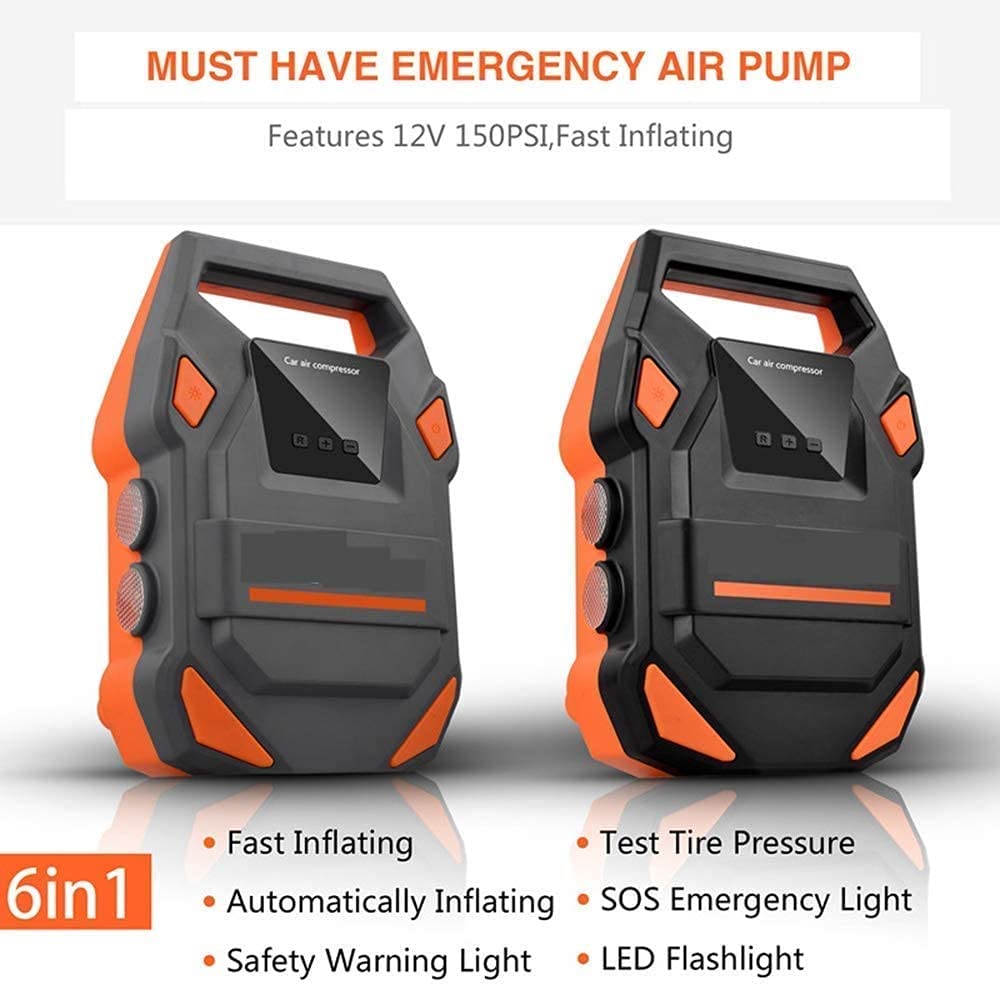 MUST HAVE EMERGENCY AIR PUMP
Features 12V 150PSI,Fast Inflating
Car air compressor
R + −
Car air compressor
R + −
6in1
• Fast Inflating
• Automatically Inflating
• Safety Warning Light
• Test Tire Pressure
• SOS Emergency Light
• LED Flashlight